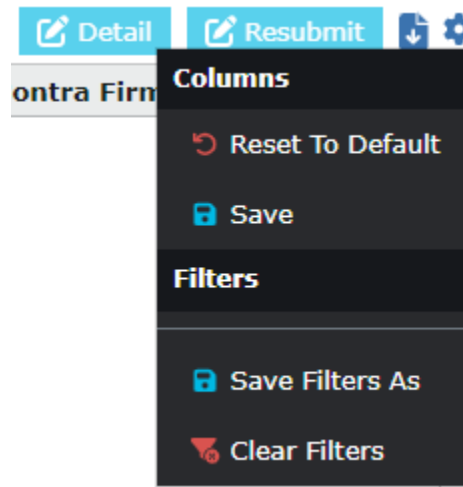 Detail Resubmit
ontra Firm
Columns
Reset To Default
Save
Filters
Save Filters As
Clear Filters